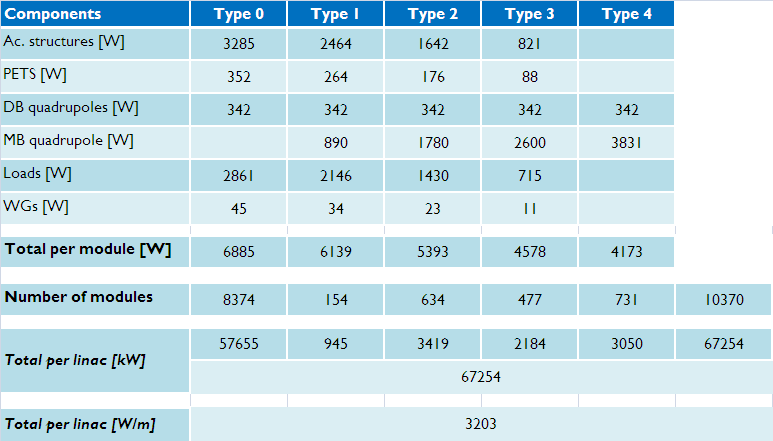 Components Type 0 Type 1 Type 2 Type 3 Type 4
Ac. structures [W] 3285 2464 1642 821
PETS [W] 352 264 176 88
DB quadrupoles [W] 342 342 342 342 342
MB quadrupole [W] 890 1780 2600 3831
Loads [W] 2861 2146 1430 715
WGs [W] 45 34 23 11
Total per module [W] 6885 6139 5393 4578 4173
Number of modules 8374 154 634 477 731 10370
Total per linac [kW] 57655 945 3419 2184 3050 67254
67254
Total per linac [W/m] 3203